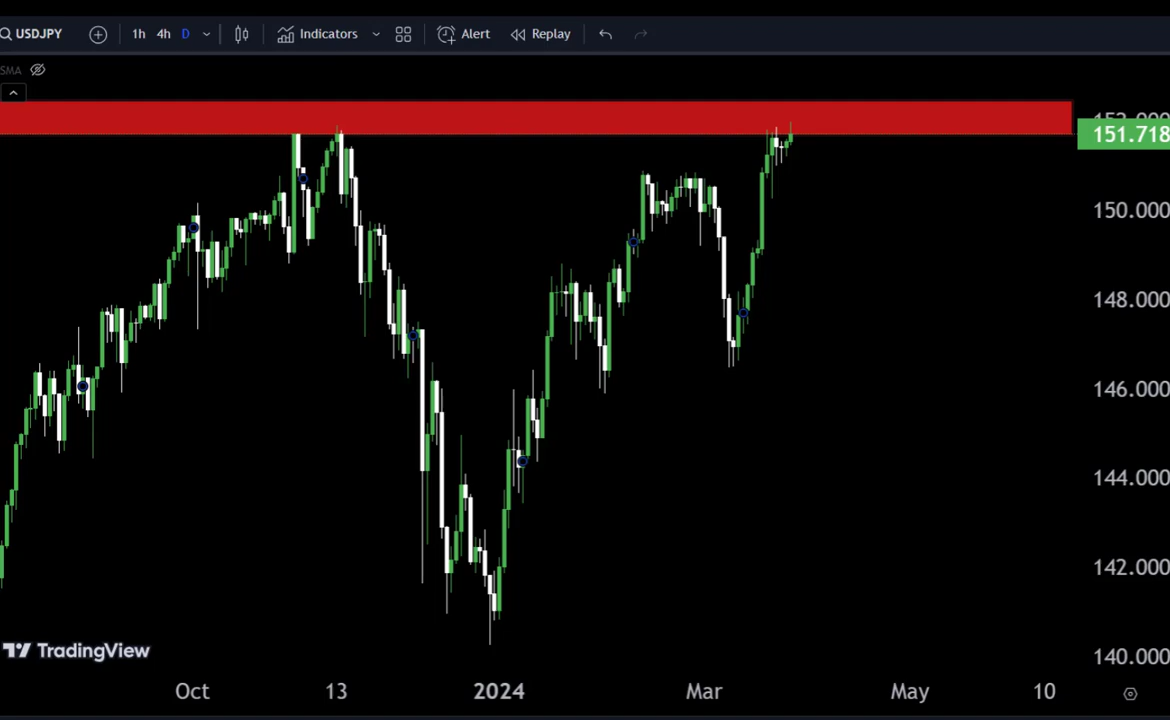 USDJPY 1h 4h D Indicators Alert Replay
SMA
151.718
150.000
148.000
146.000
144.000
142.000
140.000
TradingView
Oct 13 2024 Mar May 10